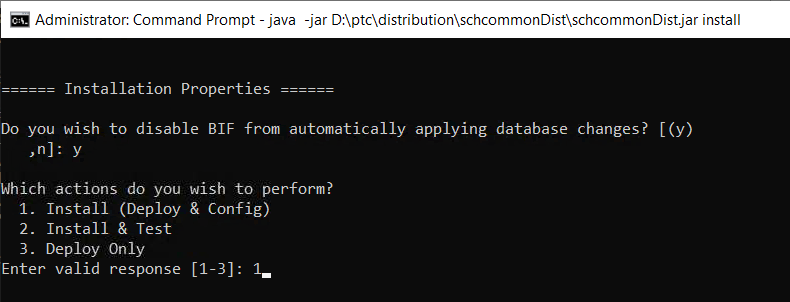 Administrator: Command Prompt - java  -jar D:\ptc\distribution\schcommonDist\schcommonDist.jar install
====== Installation Properties ======
Do you wish to disable BIF from automatically applying database changes? [(y)
,n]: y
Which actions do you wish to perform?
1. Install (Deploy & Config)
2. Install & Test
3. Deploy Only
Enter valid response [1-3]: 1